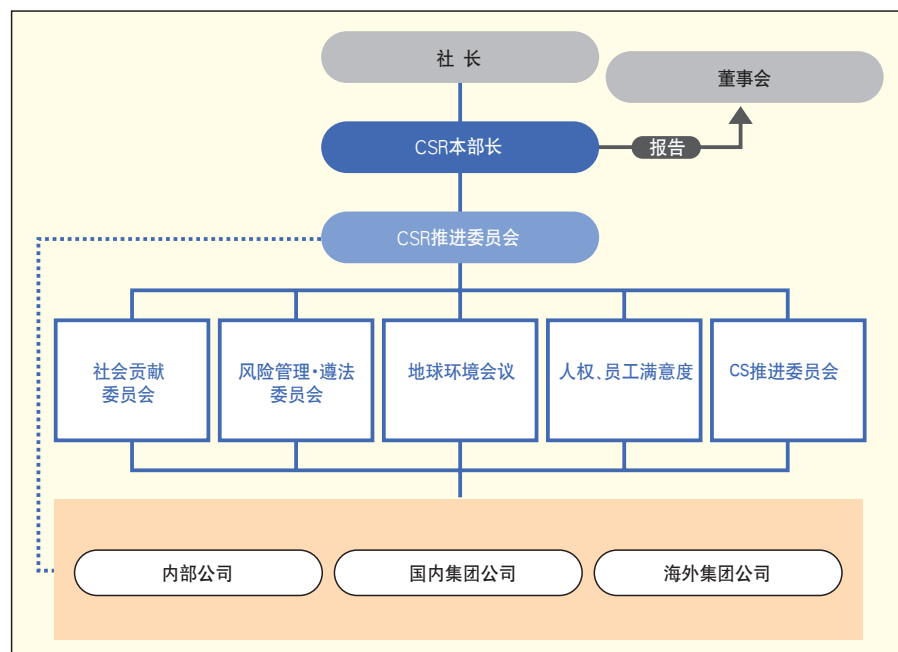 社 长
董事会
CSR本部长
报告
CSR推进委员会
社会贡献
委员会
风险管理·遵法
委员会
地球环境会议
人权、员工满意度
CS推进委员会
内部公司
国内集团公司
海外集团公司